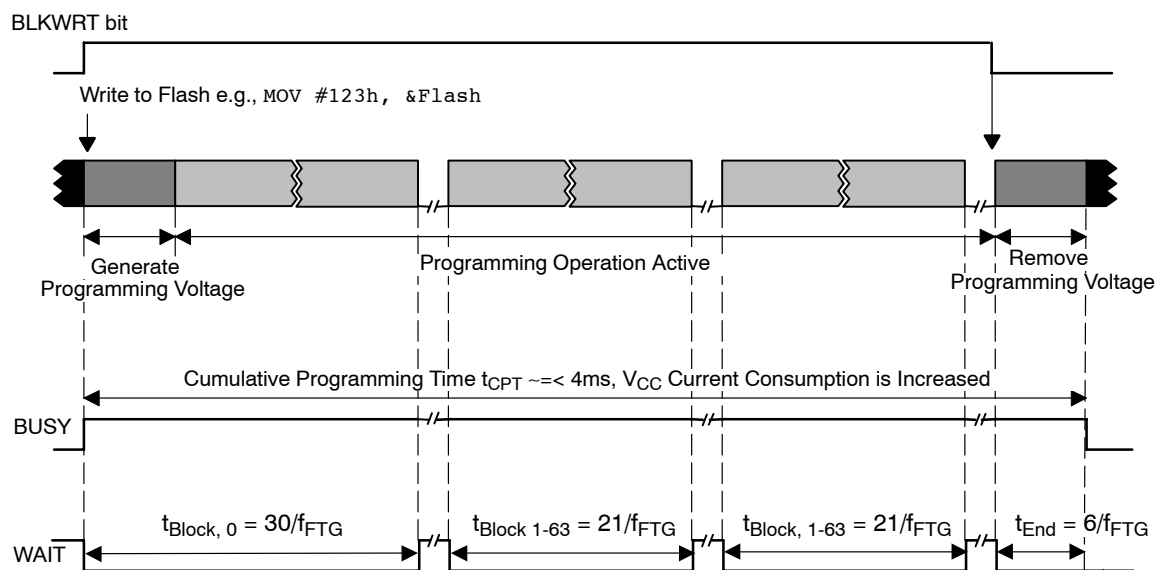 BLKWRT bit
Write to Flash e.g., MOV #123h, &Flash
Generate
Programming Voltage
Programming Operation Active
Remove
Programming Voltage
Cumulative Programming Time tCPT ~=< 4ms, VCC Current Consumption is Increased
BUSY
tBlock, 0 = 30/fFTG
tBlock 1-63 = 21/fFTG
tBlock, 1-63 = 21/fFTG
tEnd = 6/fFTG
WAIT